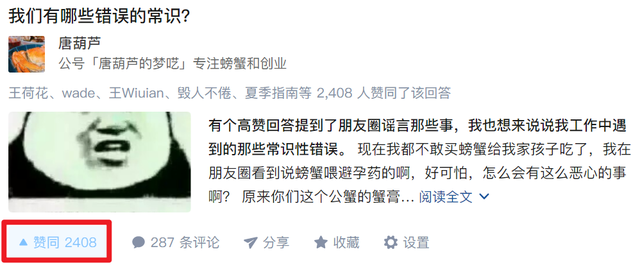 我们有哪些错误的常识?
唐葫芦
公号「唐葫芦的梦呓」专注螃蟹和创业
王荷花、wade、王Wiuian、毁人不倦、夏季指南等 2,408 人赞同了该回答
有个高赞回答提到了朋友圈谣言那些事，我也想来说说我工作中遇
到的那些常识性错误。 现在我都不敢买螃蟹给我家孩子吃了，我在
朋友圈看到说螃蟹喂避孕药的啊，好可怕，怎么会有这么恶心的事
啊? 原来你们这个公蟹的蟹膏… 阅读全文
赞同 2408 287 条评论 分享 收藏 设置